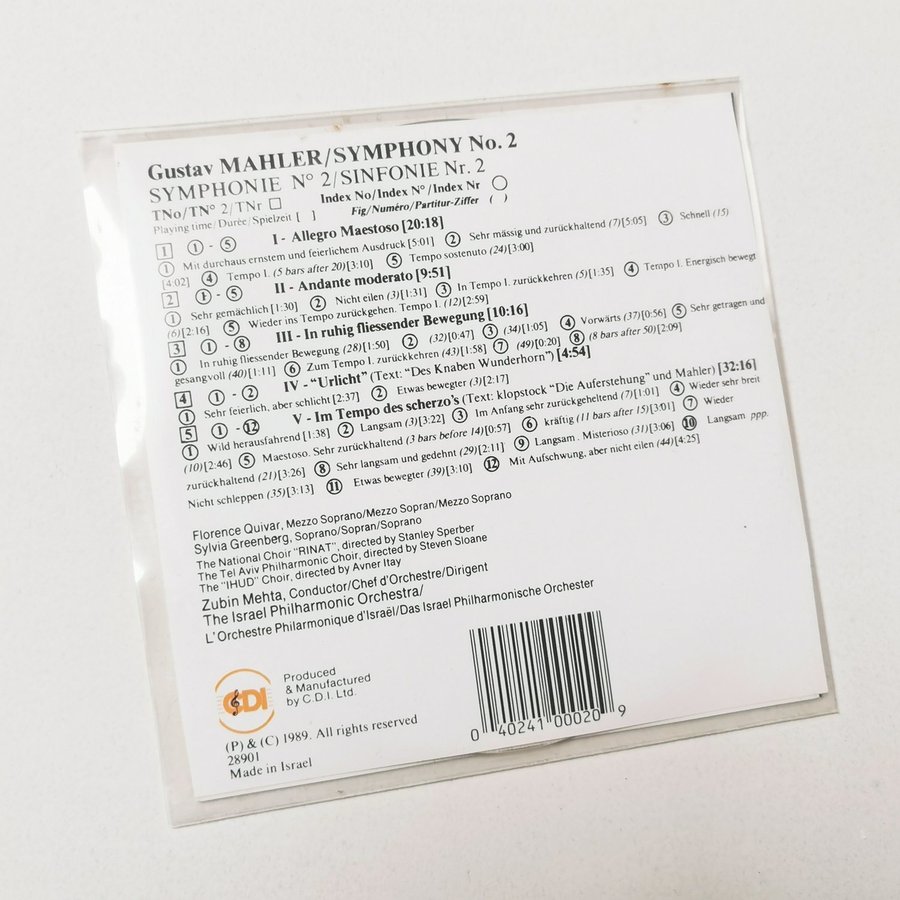 Gustav MAHLER/SYMPHONY No. 2
SYMPHONIE N° 2/SINFONIE Nr. 2
TNo/TN° 2/TNr □ Index No/Index N°/Index Nr ○
Playing time/Durée/Spielzeit [ ] Fig/Numéro/Partitur-Ziffer ( )
1 ① - ⑤ I - Allegro Maestoso [20:18]
① Mit durchaus ernstem und feierlichem Ausdruck [5:01] ② Sehr mässig und zurückhaltend (7)[5:05] ③ Schnell (15)
[4:02] ④ Tempo I. (5 bars after 20)[3:10] ⑤ Tempo sostenuto (24)[3:00]
2 ① - ⑤ II - Andante moderato [9:51]
① Sehr gemächlich [1:30] ② Nicht eilen (3)[1:31] ③ In Tempo I. zurückkehren (5)[1:35] ④ Tempo I. Energisch bewegt
(6)[2:16] ⑤ Wieder ins Tempo zurückgehen. Tempo I. (12)[2:59]
3 ① - ⑧ III - In ruhig fliessender Bewegung [10:16]
① In ruhig fliessender Bewegung (28)[1:50] ② (32)[0:47] ③ (34)[1:05] ④ Vorwärts (37)[0:56] ⑤ Sehr getragen und
gesangvoll (40)[1:11] ⑥ Zum Tempo I. zurückkehren (43)[1:58] ⑦ (49)[0:20] ⑧ (8 bars after 50)[2:09]
4 ① - ② IV - “Urlicht” (Text: “Des Knaben Wunderhorn”) [4:54]
① Sehr feierlich, aber schlicht [2:37] ② Etwas bewegter (3)[2:17]
5 ① - ⑫ V - Im Tempo des scherzo's (Text: klopstock “Die Auferstehung” und Mahler) [32:16]
① Wild herausfahrend [1:38] ② Langsam (3)[3:22] ③ Im Anfang sehr zurückgeheltend (7)[1:01] ④ Wieder sehr breit
(10)[2:46] ⑤ Maestoso. Sehr zurückhaltend (3 bars before 14)[0:57] ⑥ kräftig (11 bars after 15)[3:01] ⑦ Wieder
zurückhaltend (21)[3:26] ⑧ Sehr langsam und gedehnt (29)[2:11] ⑨ Langsam . Misterioso (31)[3:06] ⑩ Langsam ppp.
Nicht schleppen (35)[3:13] ⑪ Etwas bewegter (39)[3:10] ⑫ Mit Aufschwung, aber nicht eilen (44)[4:25]
Florence Quivar, Mezzo Soprano/Mezzo Sopran/Mezzo Soprano
Sylvia Greenberg, Soprano/Sopran/Soprano
The National Choir “RINAT”, directed by Stanley Sperber
The Tel Aviv Philharmonic Choir, directed by Steven Sloane
The “IHUD” Choir, directed by Avner Itay
Zubin Mehta, Conductor/Chef d'Orchestre/Dirigent
The Israel Philharmonic Orchestra/
L'Orchestre Philarmonique d'Israël/Das Israel Philharmonische Orchester
CDI
Produced
& Manufactured
by C.D.I. Ltd.
(P) & (C) 1989. All rights reserved
28901
Made in Israel
0 40241 00020 9